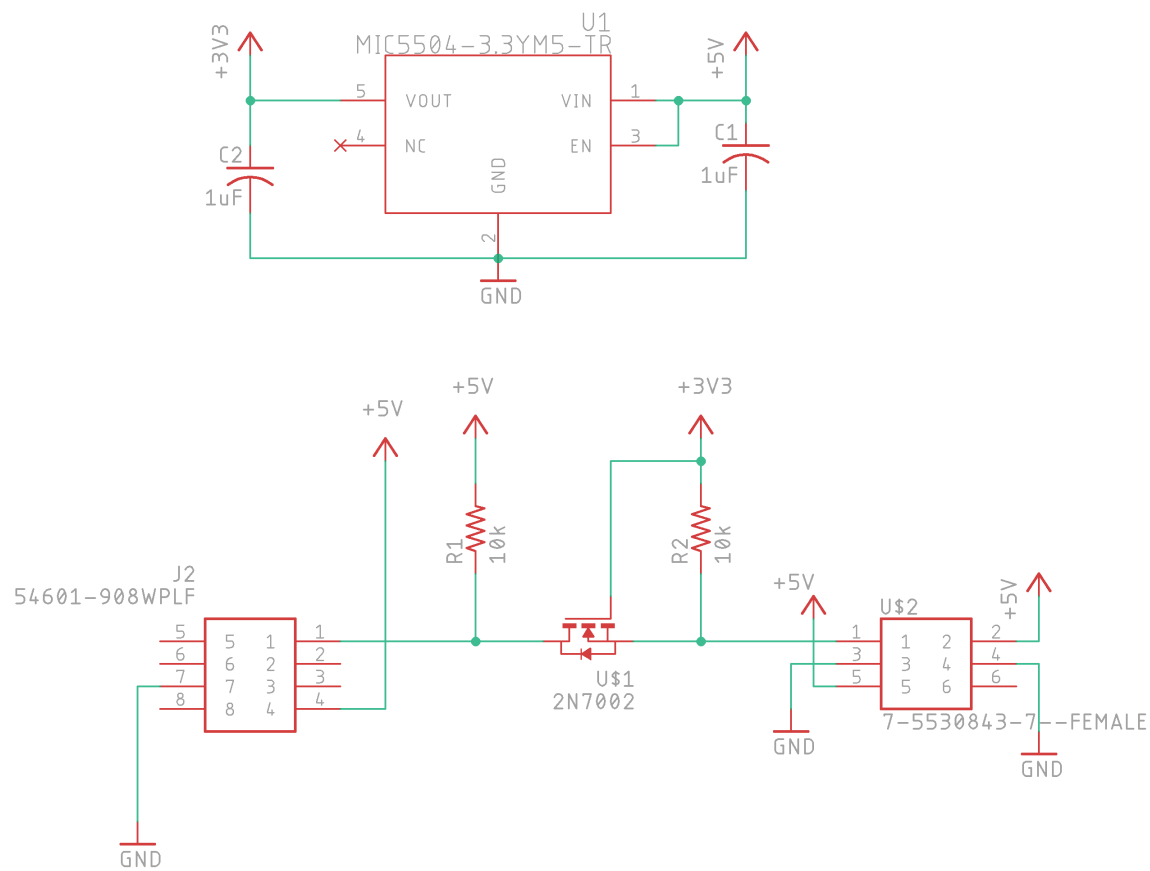 U1
MIC5504-3.3YM5-TR
+3V3
+5V
5
VOUT
VIN
1
4
NC
EN
3
C1
1uF
C2
1uF
GND
2
GND
+5V
+5V
+3V3
R1
10k
R2
10k
J2
54601-908WPLF
5
5
1
1
6
6
2
2
7
7
3
3
8
8
4
4
U$1
2N7002
+5V
U$2
+5V
1
1
2
2
3
3
4
4
5
5
6
6
7-5530843-7--FEMALE
GND
GND
GND